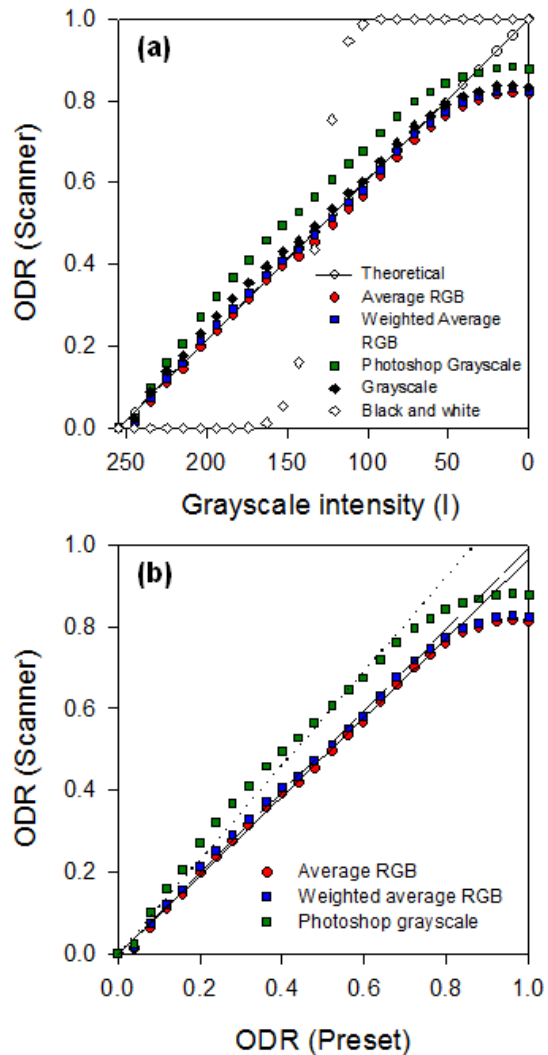 (a)
1.0
0.8
0.6
0.4
0.2
0.0
ODR (Scanner)
Theoretical
Average RGB
Weighted Average
RGB
Photoshop Grayscale
Grayscale
Black and white
250 200 150 100 50 0
Grayscale intensity (I)
(b)
1.0
0.8
0.6
0.4
0.2
0.0
ODR (Scanner)
Average RGB
Weighted average RGB
Photoshop grayscale
0.0 0.2 0.4 0.6 0.8 1.0
ODR (Preset)